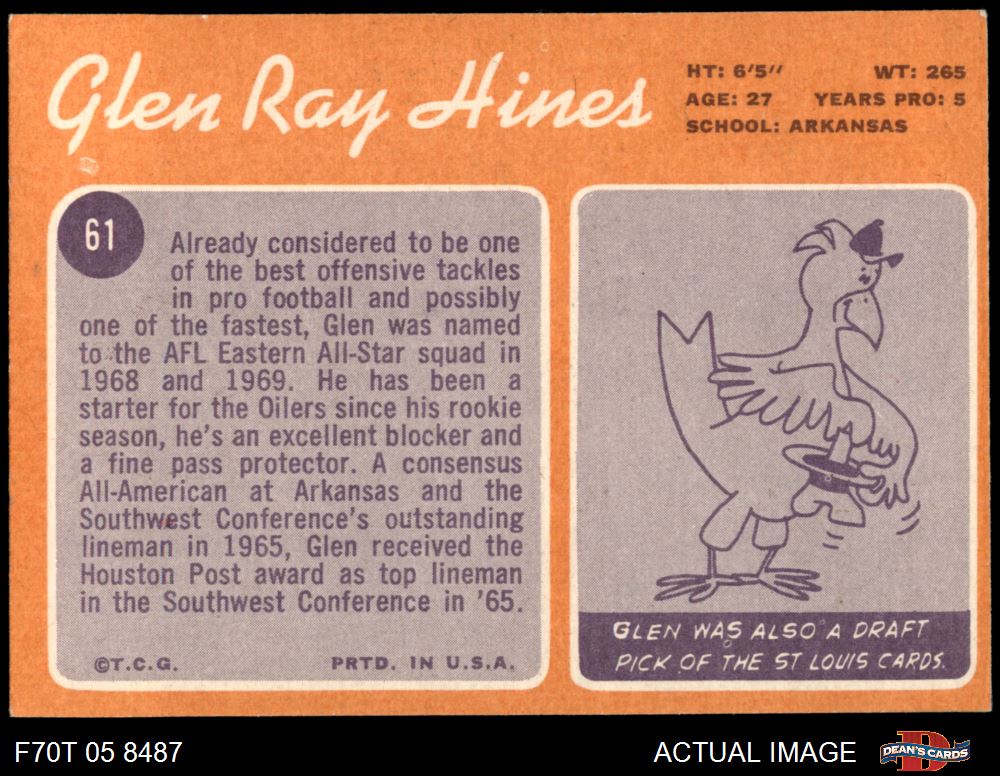 Glen Ray Hines
HT: 6'5" WT: 265
AGE: 27 YEARS PRO: 5
SCHOOL: ARKANSAS
61
Already considered to be one
of the best offensive tackles
in pro football and possibly
one of the fastest, Glen was named
to the AFL Eastern All-Star squad in
1968 and 1969. He has been a
starter for the Oilers since his rookie
season, he's an excellent blocker and
a fine pass protector. A consensus
All-American at Arkansas and the
Southwest Conference's outstanding
lineman in 1965, Glen received the
Houston Post award as top lineman
in the Southwest Conference in '65.
©T.C.G. PRTD. IN U.S.A.
GLEN WAS ALSO A DRAFT
PICK OF THE ST LOUIS CARDS.
F70T 05 8487 ACTUAL IMAGE DEAN'S CARDS